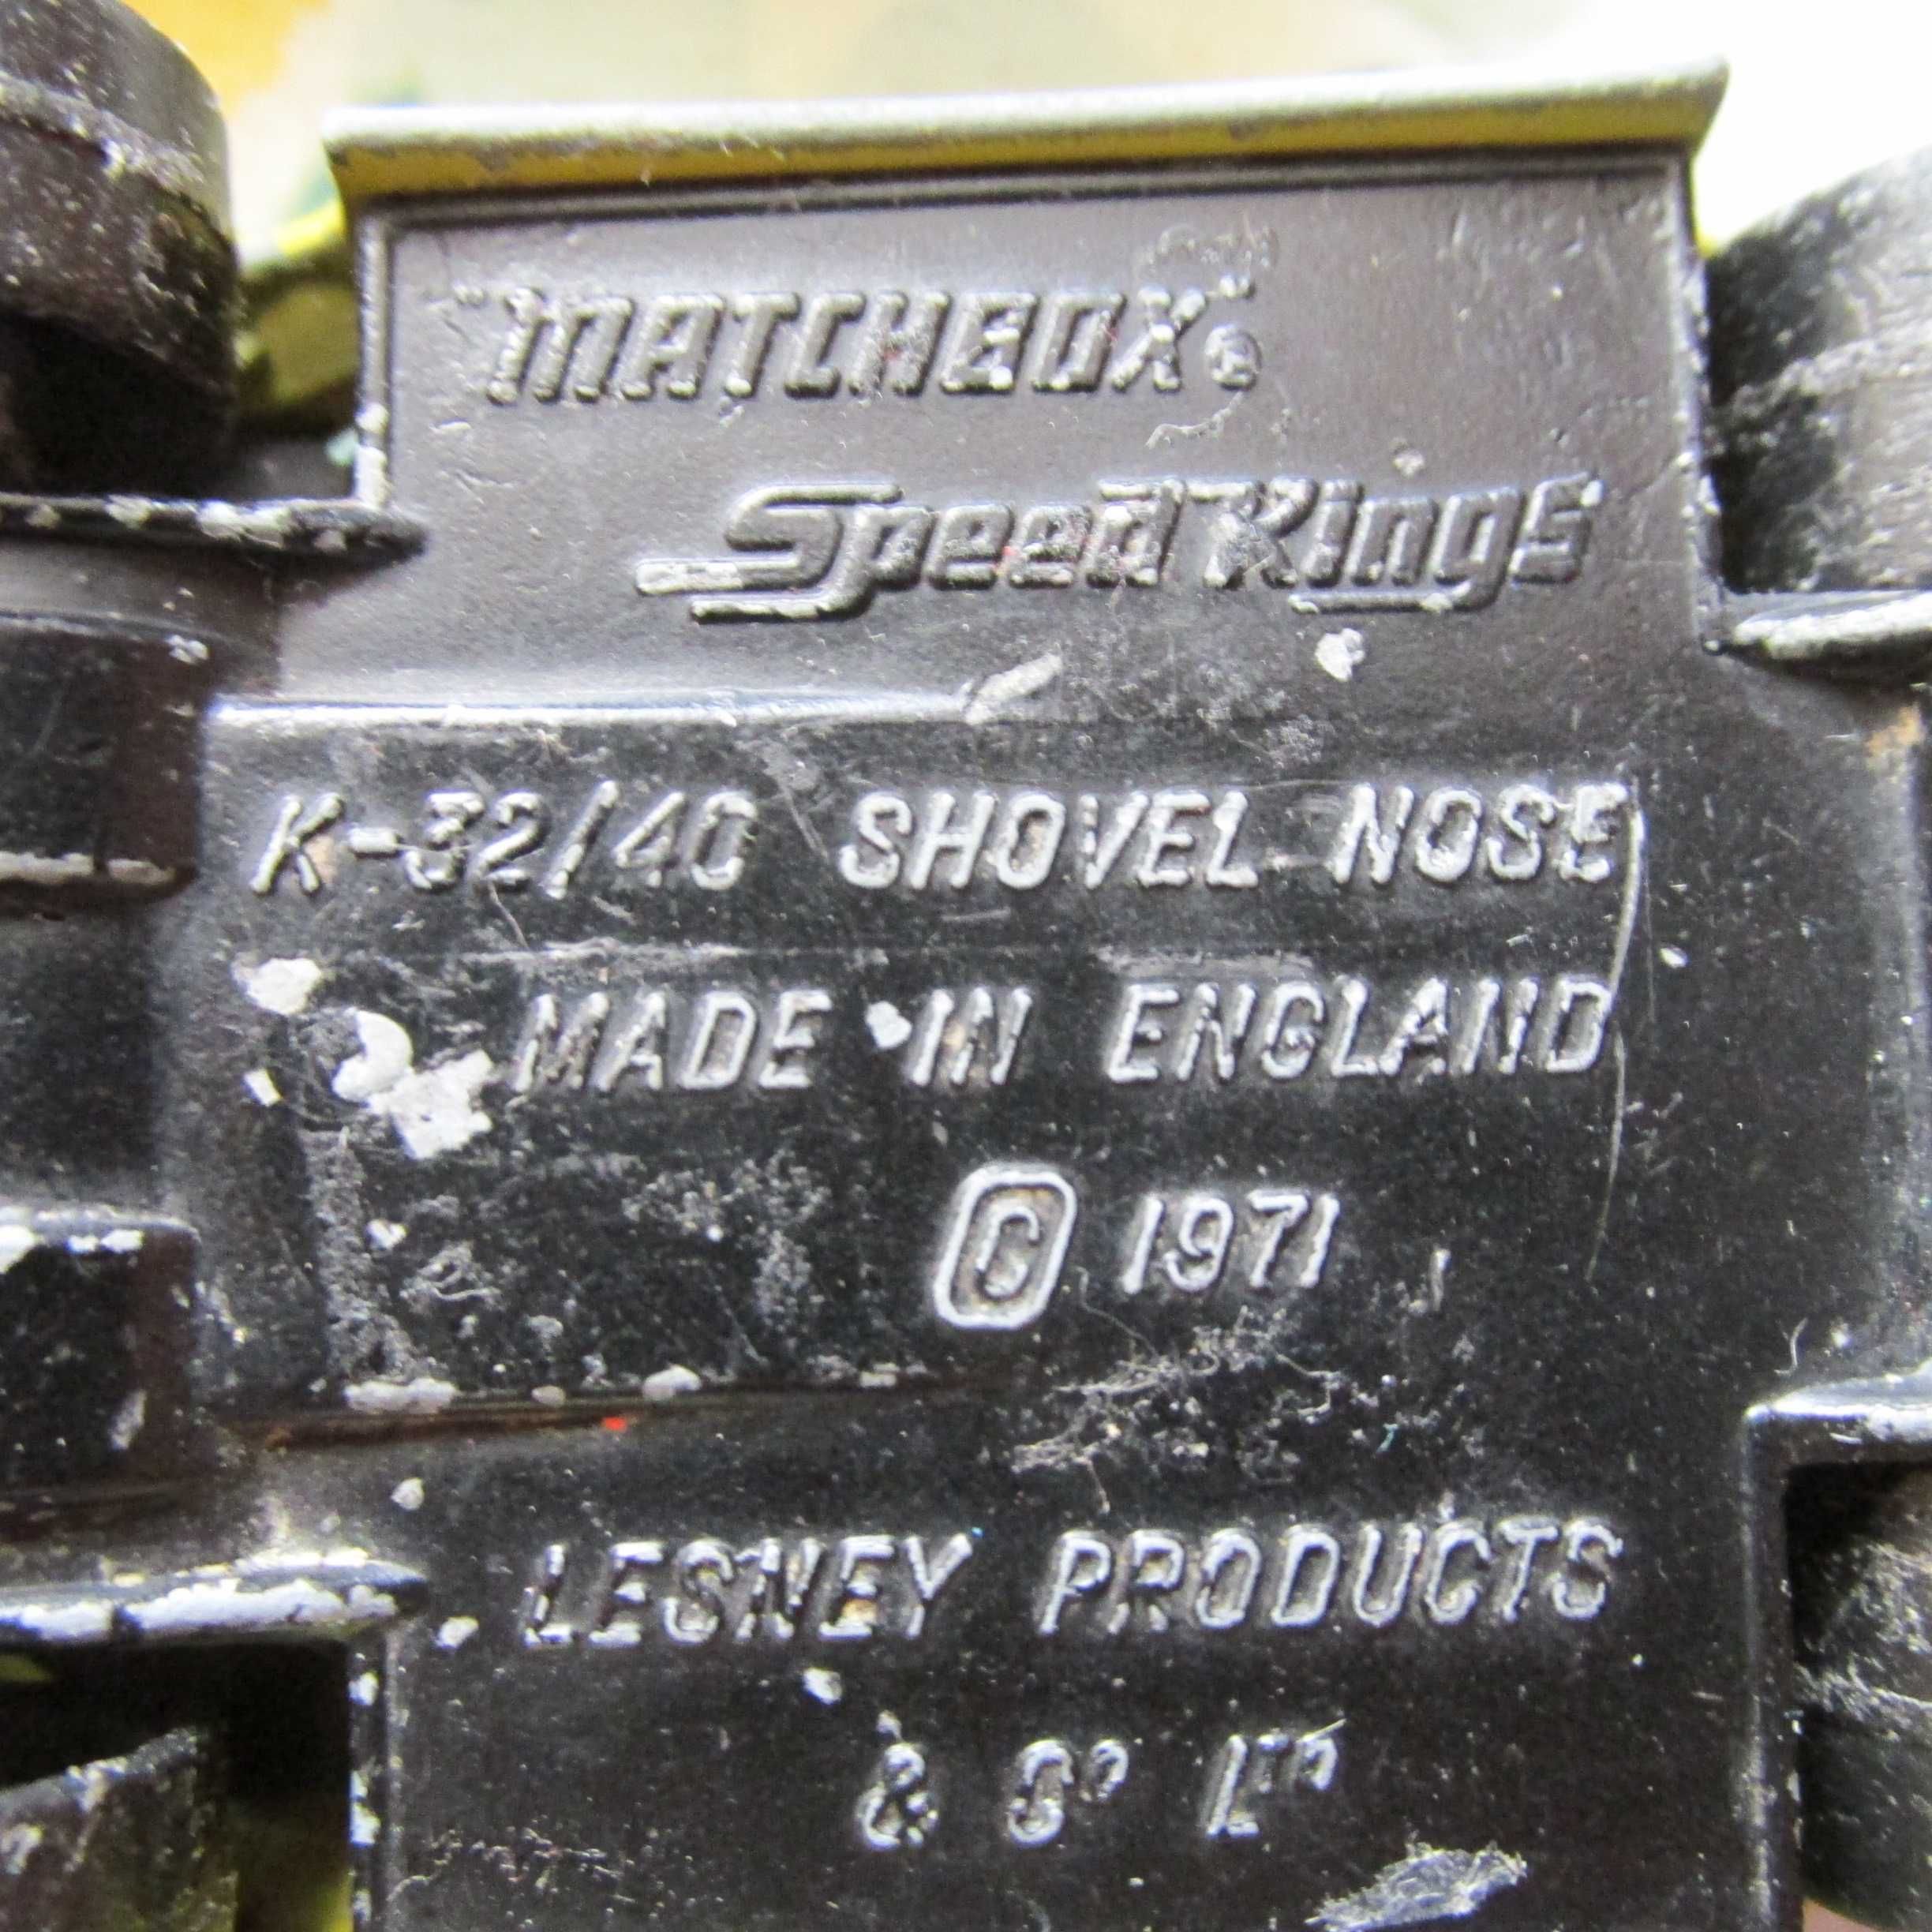 "MATCHBOX"®
Speed Kings
K-32/40 SHOVEL NOSE
MADE IN ENGLAND
© 1971
LESNEY PRODUCTS
& Cº Lᵀᴰ